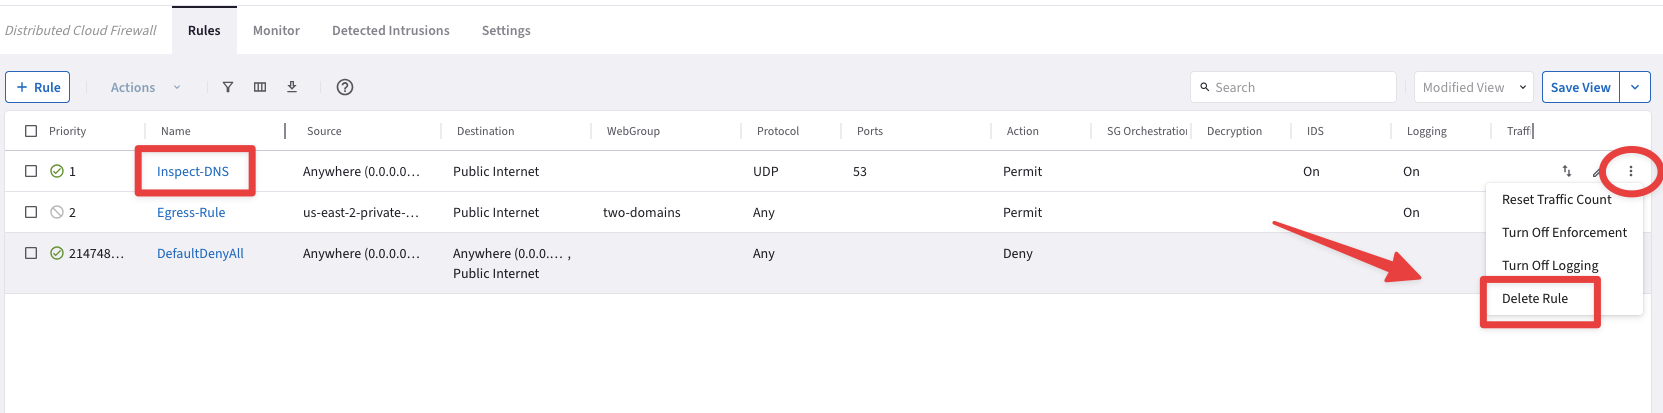 Distributed Cloud Firewall Rules Monitor Detected Intrusions Settings
+ Rule Actions Search Modified View Save View
Priority Name Source Destination WebGroup Protocol Ports Action SG Orchestration Decryption IDS Logging Traffi
1 Inspect-DNS Anywhere (0.0.0.0... Public Internet UDP 53 Permit On On
2 Egress-Rule us-east-2-private-... Public Internet two-domains Any Permit On
214748... DefaultDenyAll Anywhere (0.0.0.0... Anywhere (0.0.0.... , Any Deny
Public Internet
Reset Traffic Count
Turn Off Enforcement
Turn Off Logging
Delete Rule